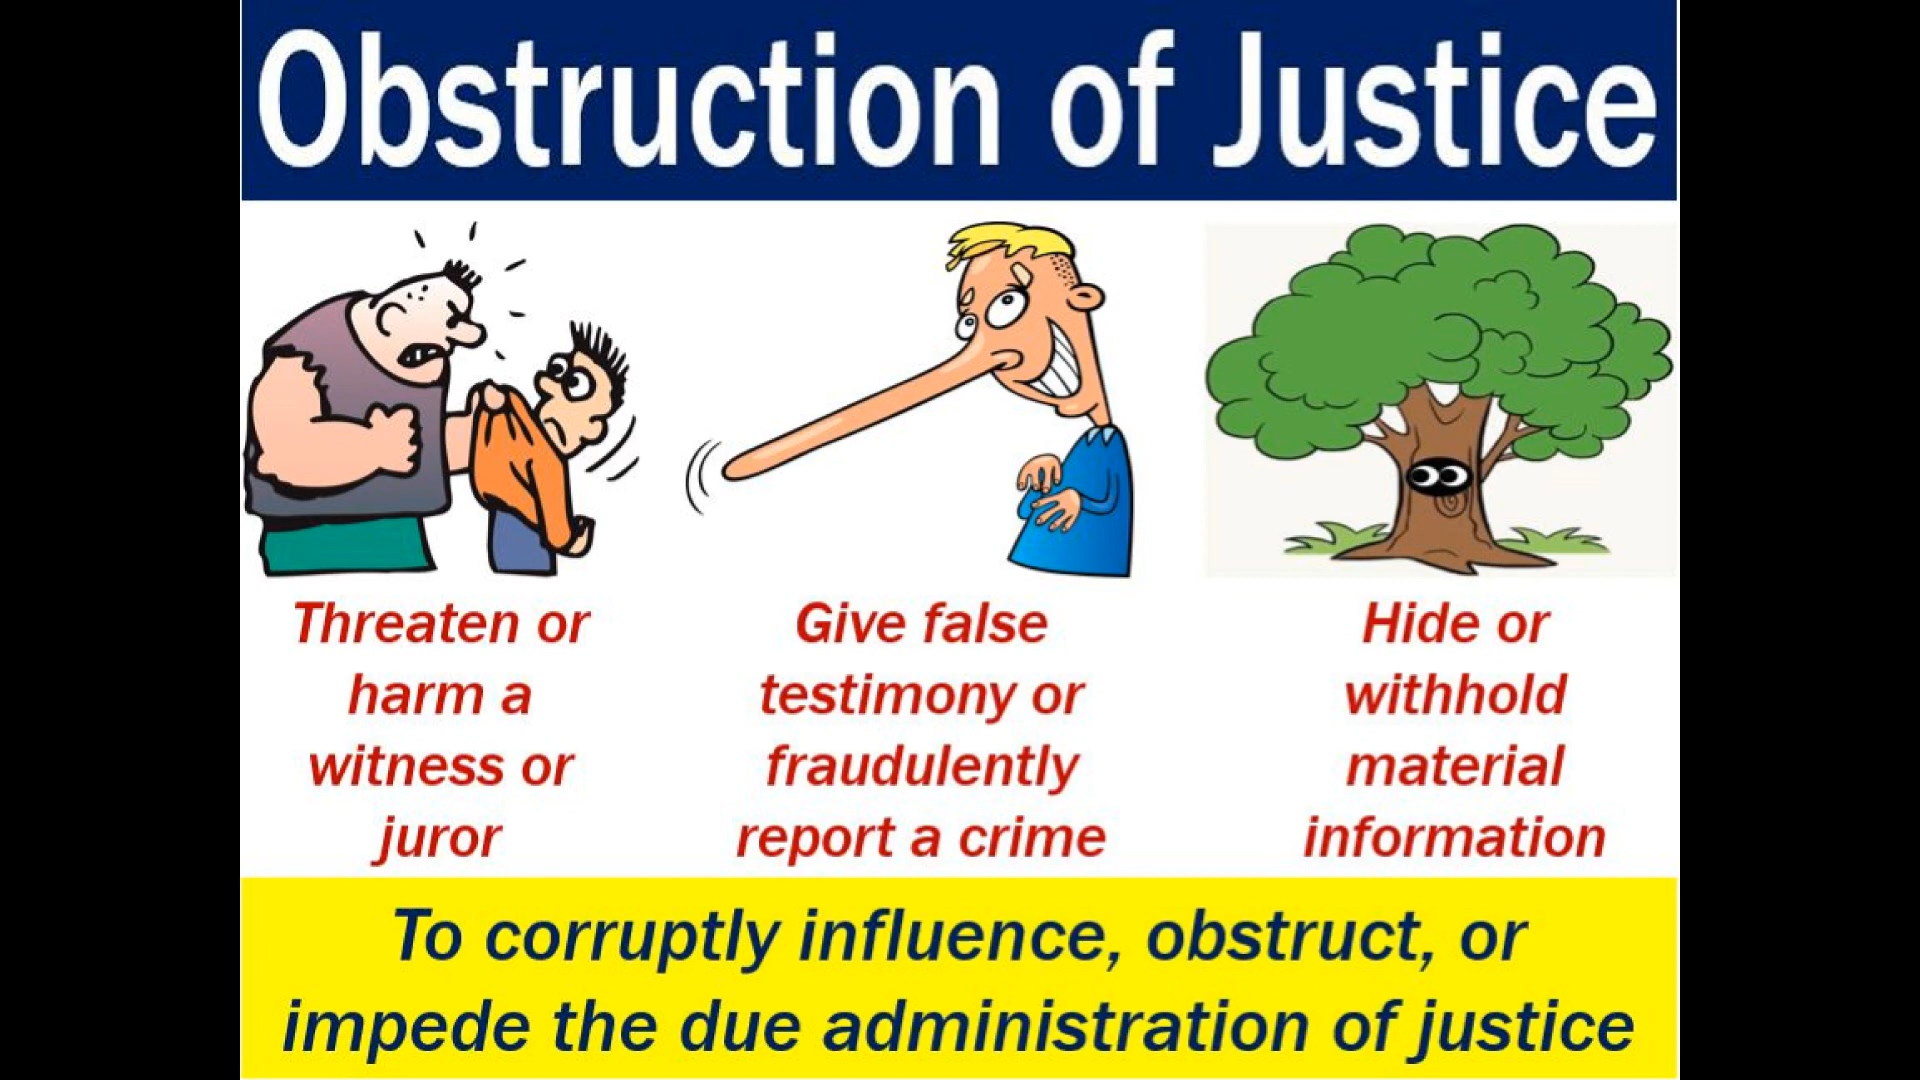 Obstruction of Justice
Threaten or
harm a
witness or
juror
Give false
testimony or
fraudulently
report a crime
Hide or
withhold
material
information
To corruptly influence, obstruct, or
impede the due administration of justice